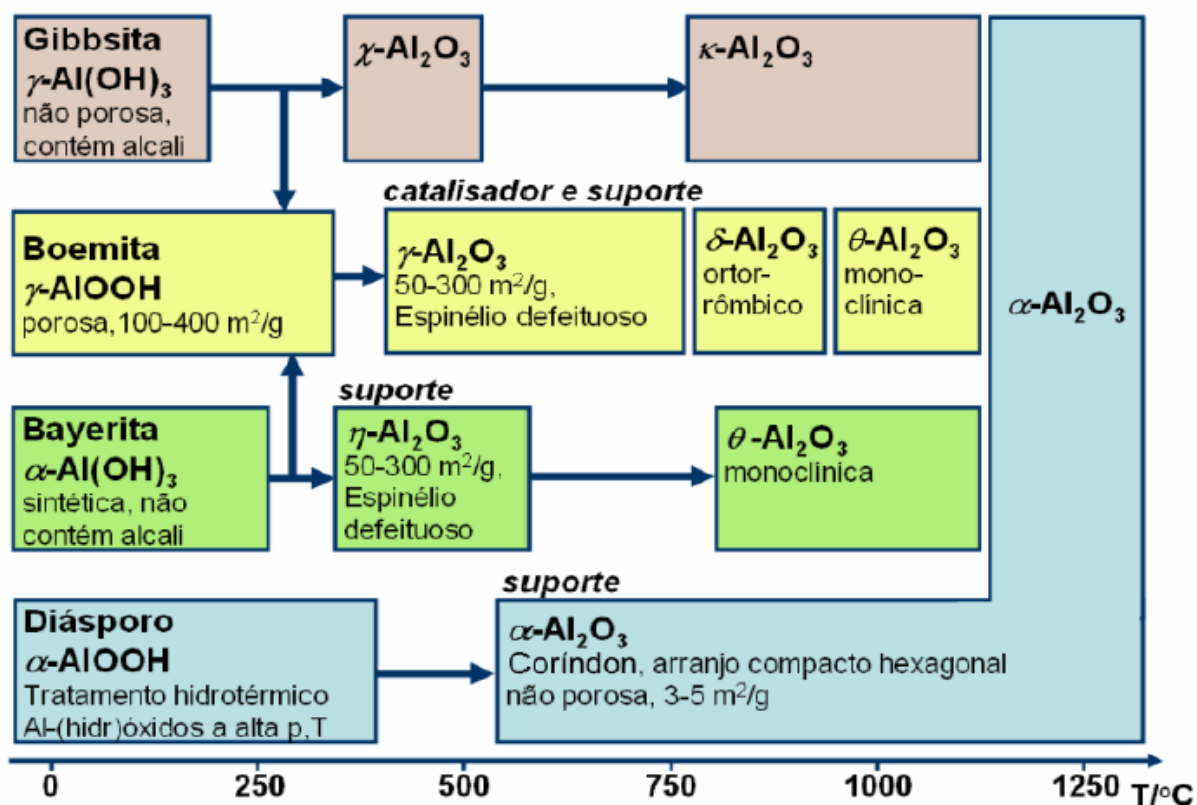 Gibbsita
γ-Al(OH)₃
não porosa,
contém alcali
χ-Al₂O₃
κ-Al₂O₃
catalisador e suporte
Boemita
γ-AlOOH
porosa,100-400 m²/g
γ-Al₂O₃
50-300 m²/g,
Espinélio defeituoso
δ-Al₂O₃
ortor-
rômbico
θ-Al₂O₃
mono-
clinica
α-Al₂O₃
suporte
Bayerita
α-Al(OH)₃
sintética, não
contém alcali
η-Al₂O₃
50-300 m²/g,
Espinélio
defeituoso
θ-Al₂O₃
monoclínica
suporte
Diásporo
α-AlOOH
Tratamento hidrotérmico
Al-(hidr)óxidos a alta p,T
α-Al₂O₃
Coríndon, arranjo compacto hexagonal
não porosa, 3-5 m²/g
0 250 500 750 1000 1250 T/°C